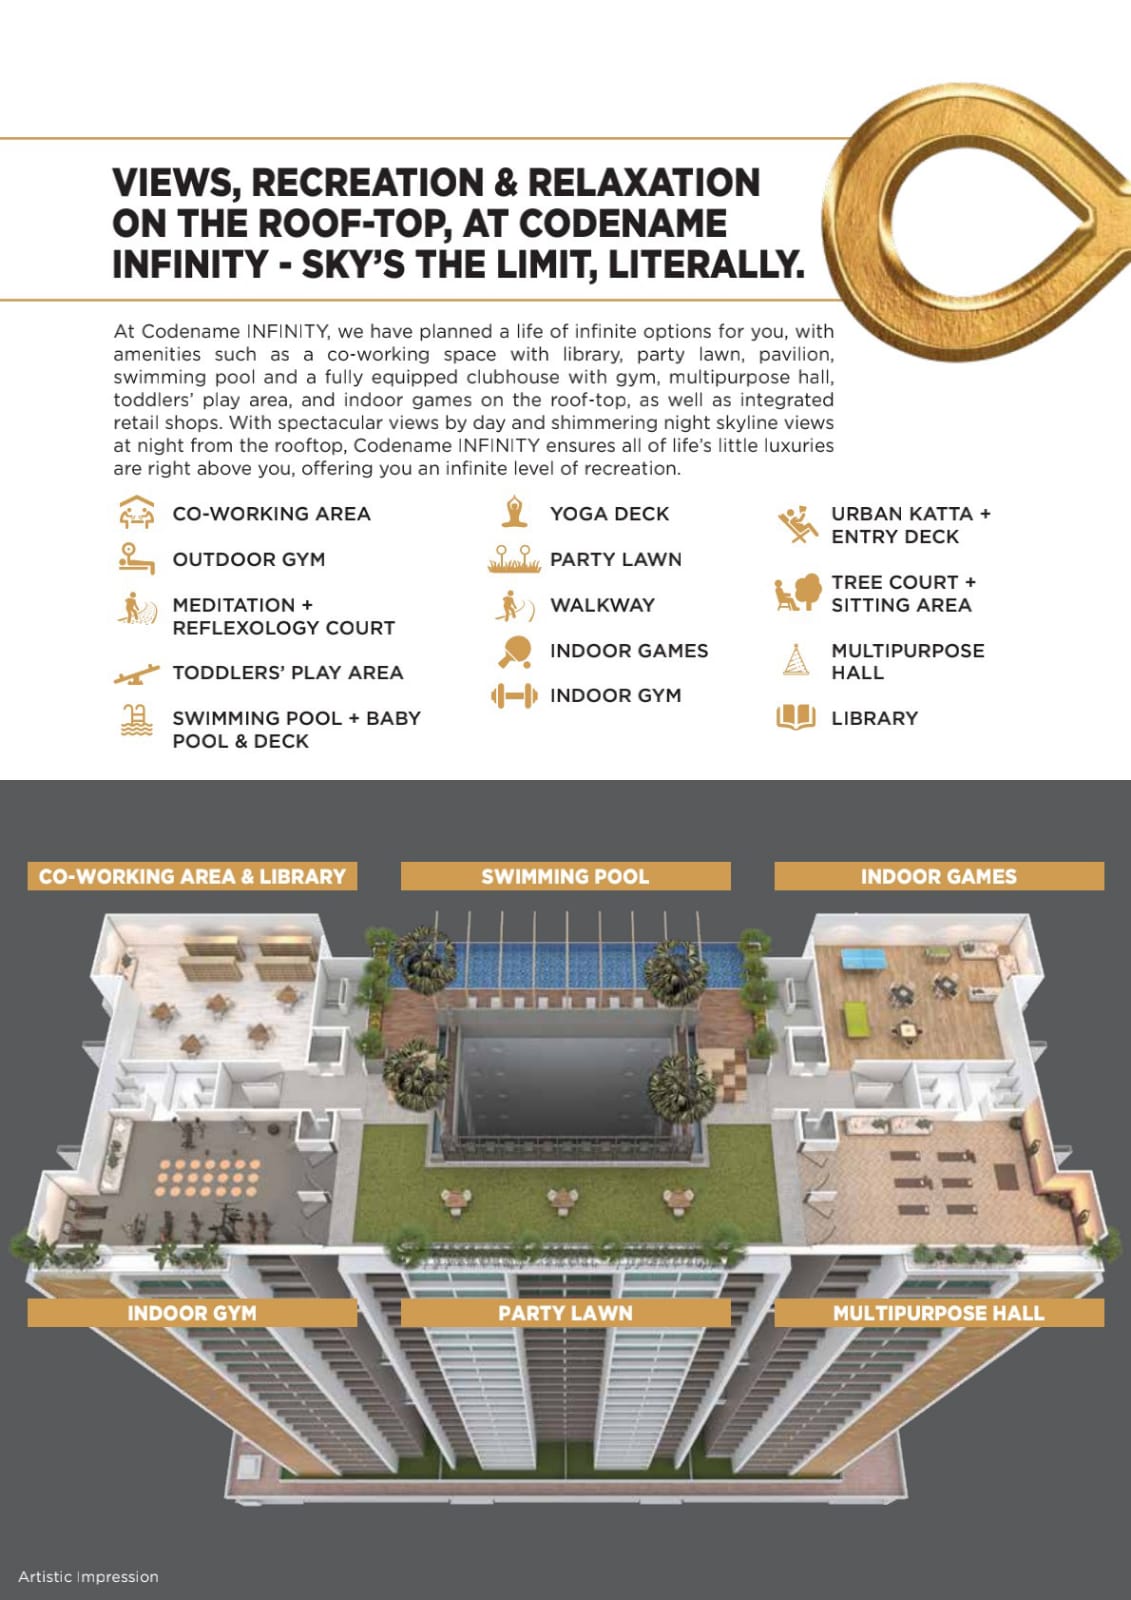 VIEWS, RECREATION & RELAXATION
ON THE ROOF-TOP, AT CODENAME
INFINITY - SKY'S THE LIMIT, LITERALLY.
At Codename INFINITY, we have planned a life of infinite options for you, with
amenities such as a co-working space with library, party lawn, pavilion,
swimming pool and a fully equipped clubhouse with gym, multipurpose hall,
toddlers' play area, and indoor games on the roof-top, as well as integrated
retail shops. With spectacular views by day and shimmering night skyline views
at night from the rooftop, Codename INFINITY ensures all of life's little luxuries
are right above you, offering you an infinite level of recreation.
CO-WORKING AREA
OUTDOOR GYM
MEDITATION +
REFLEXOLOGY COURT
TODDLERS' PLAY AREA
SWIMMING POOL + BABY
POOL & DECK
YOGA DECK
PARTY LAWN
WALKWAY
INDOOR GAMES
INDOOR GYM
URBAN KATTA +
ENTRY DECK
TREE COURT +
SITTING AREA
MULTIPURPOSE
HALL
LIBRARY
CO-WORKING AREA & LIBRARY
SWIMMING POOL
INDOOR GAMES
INDOOR GYM
PARTY LAWN
MULTIPURPOSE HALL
Artistic Impression